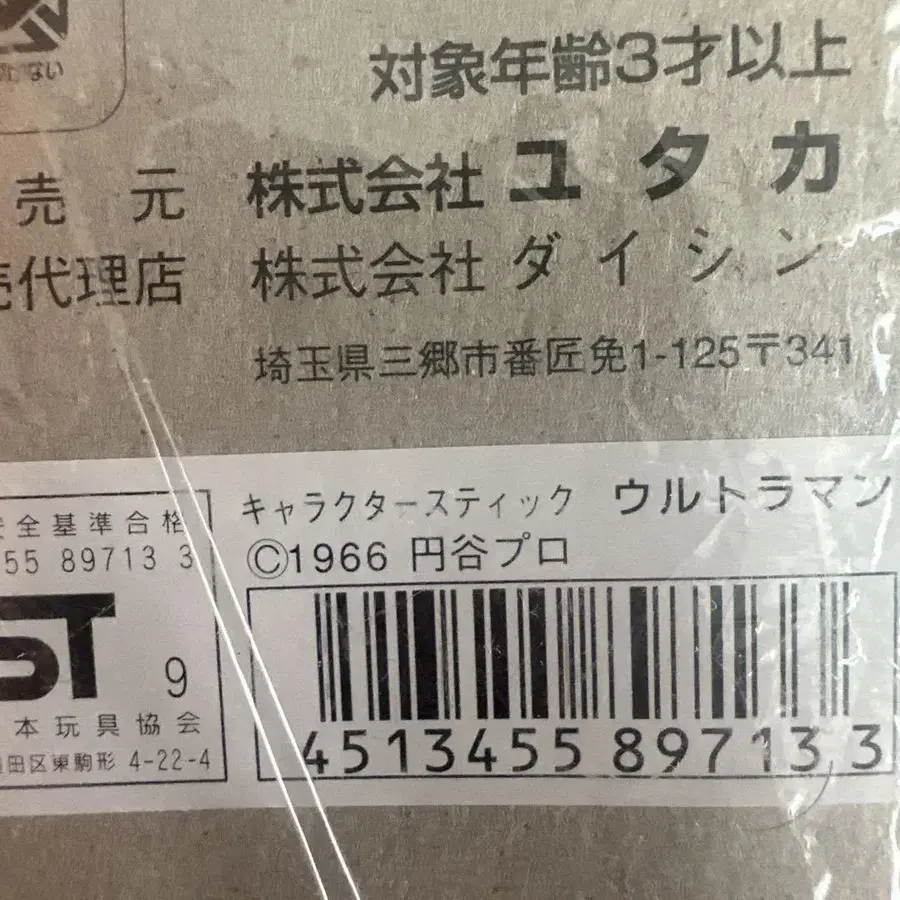 対象年齢3才以上
売元 株式会社ユタカ
売代理店 株式会社ダイシン
埼玉県三郷市番匠免1-125〒341
キャラクタースティック ウルトラマン
©1966 円谷プロ
安全基準合格
55 89713 3
ST 9
本玩具協会
田区東駒形 4-22-4
4513455 89713 3